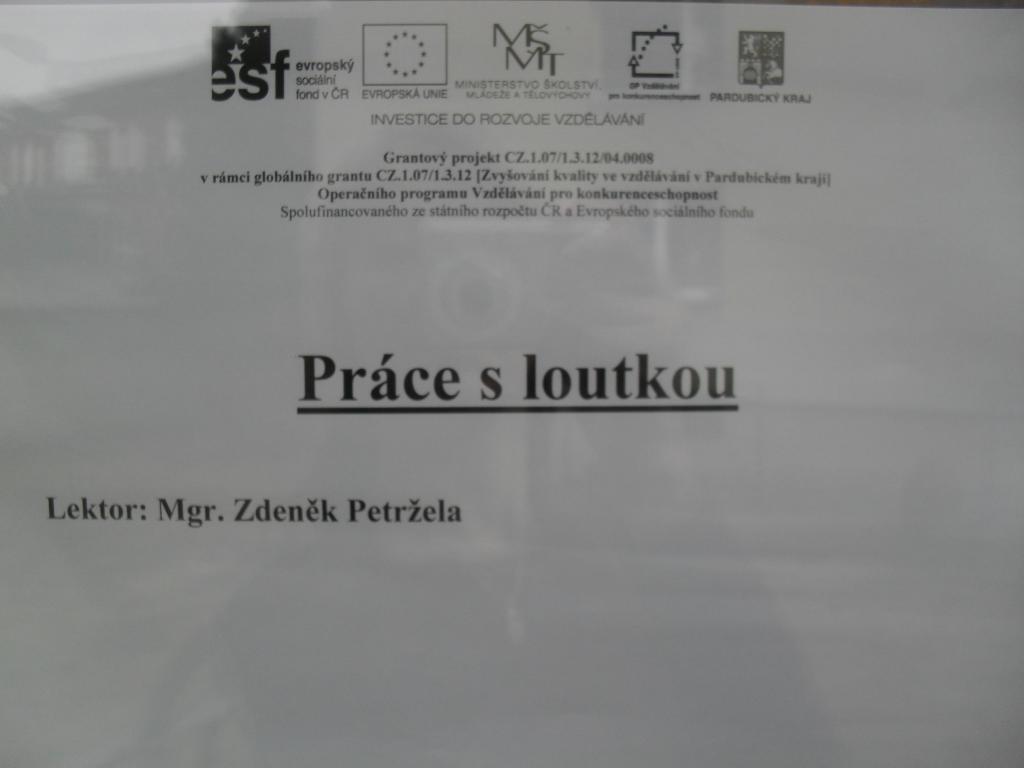 esf evropský
sociální
fond v ČR
EVROPSKÁ UNIE
MŠ
MT
MINISTERSTVO ŠKOLSTVÍ,
MLÁDEŽE A TĚLOVÝCHOVY
OP Vzdělávání
pro konkurenceschopnost
PARDUBICKÝ KRAJ
INVESTICE DO ROZVOJE VZDĚLÁVÁNÍ
Grantový projekt CZ.1.07/1.3.12/04.0008
v rámci globálního grantu CZ.1.07/1.3.12 [Zvyšování kvality ve vzdělávání v Pardubickém kraji]
Operačního programu Vzdělávání pro konkurenceschopnost
Spolufinancovaného ze státního rozpočtu ČR a Evropského sociálního fondu
Práce s loutkou
Lektor: Mgr. Zdeněk Petržela